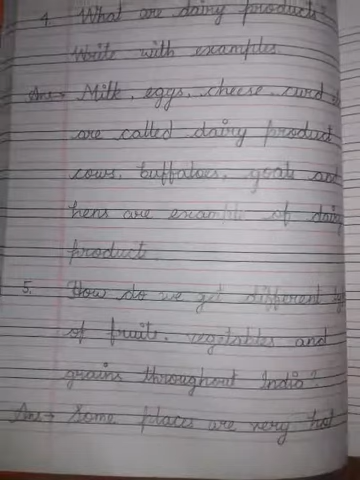 4. What are dairy products?
Write with examples.
Ans→ Milk, eggs, cheese, curd
are called dairy product
cows, buffaloes, goats and
hens are example of dairy
product.
5. How do we get different
of fruits, vegetables and
grains throughout India?
Ans→ Some places are very hot